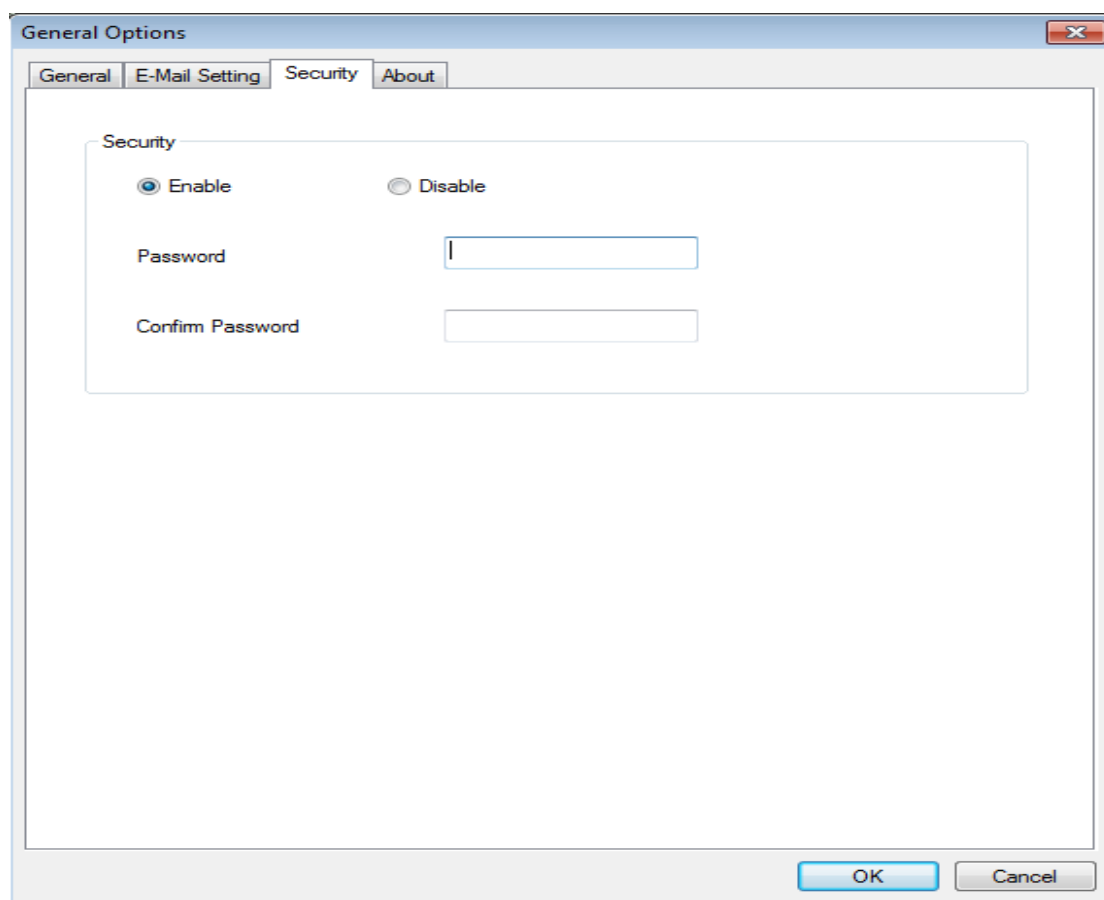 General Options
General E-Mail Setting Security About
Security
Enable Disable
Password
Confirm Password
OK Cancel